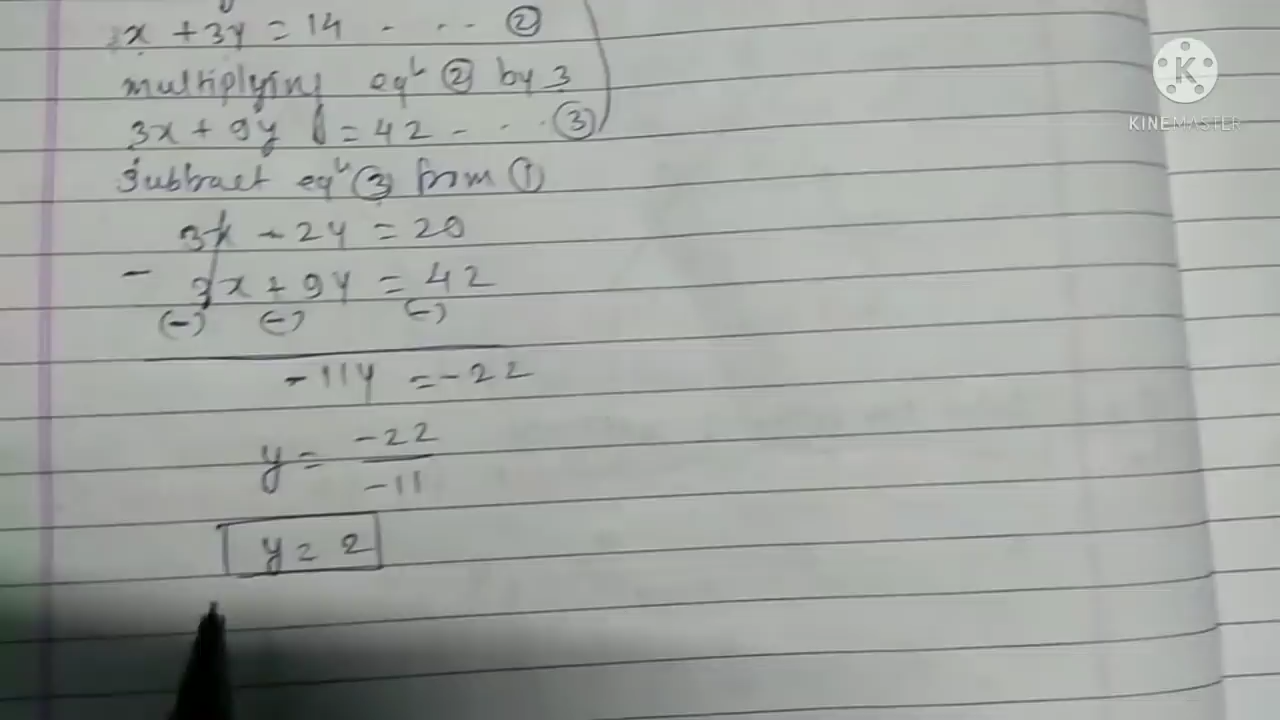 x + 3y = 14 - - - ②
multiplying eqⁿ ② by 3
3x + 9y = 42 - - - ③
Subtract eqⁿ ③ from ①
3x - 2y = 20
- 3x + 9y = 42
(-) (-) (-)
-11y = -22
y = -22
-11
y = 2
K
KINEMASTER